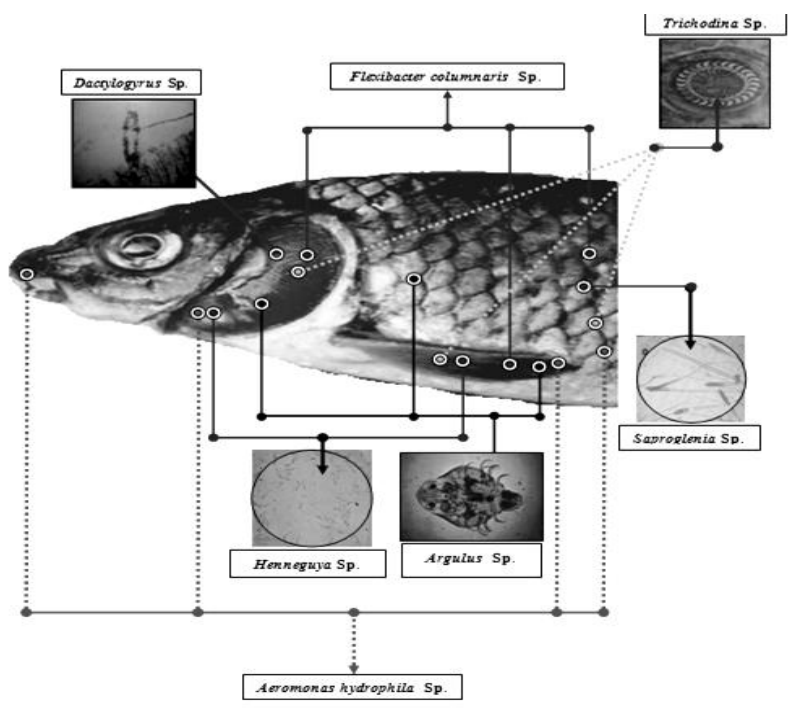 Trichodina Sp.
Dactylogyrus Sp.
Flexibacter columnaris Sp.
Saproglenia Sp.
Henneguya Sp.
Argulus Sp.
Aeromonas hydrophila Sp.